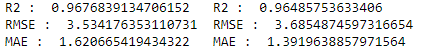 R2 :  0.9676839134706152   R2 :  0.96485753633406
RMSE :  3.534176353110731  RMSE :  3.6854874597316654
MAE :  1.620665419434322   MAE :  1.3919638857971564